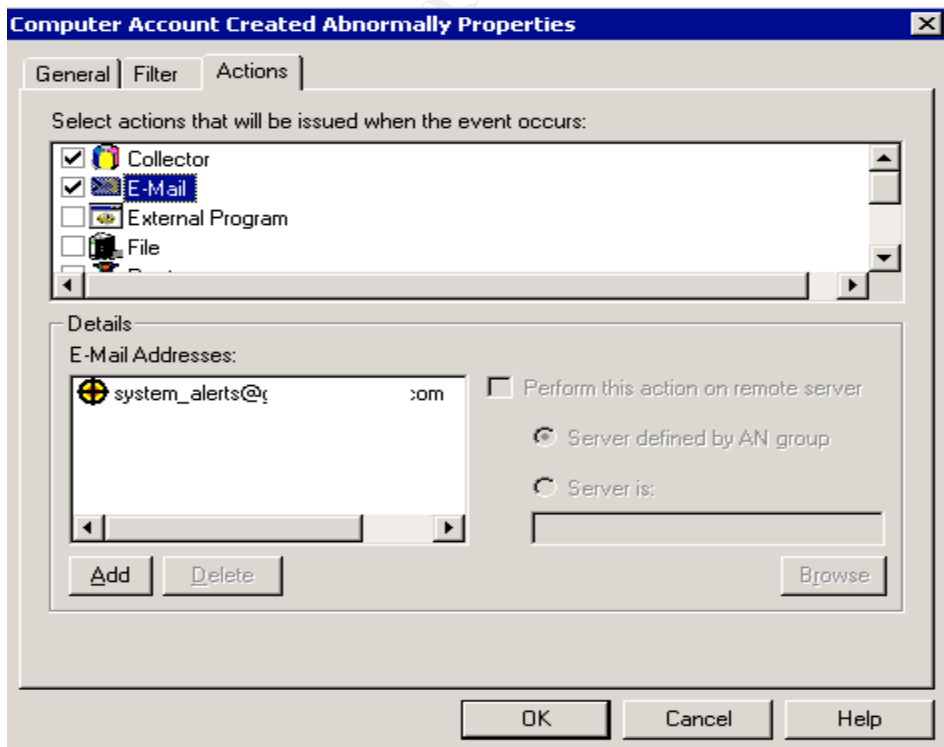 Computer Account Created Abnormally Properties
General Filter Actions
Select actions that will be issued when the event occurs:
Collector
E-Mail
External Program
File
Details
E-Mail Addresses:
system_alerts@g :om
Perform this action on remote server
Server defined by AN group
Server is:
Add Delete Browse
OK Cancel Help